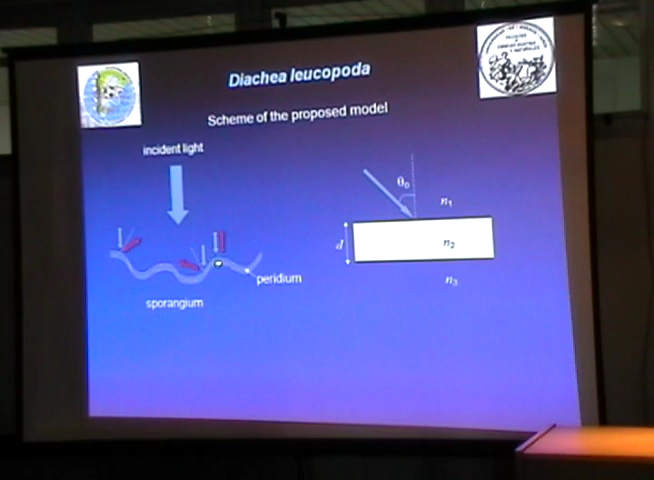 Diachea leucopoda
Scheme of the proposed model
incident light
θ₀
n₁
d
n₂
peridium
n₃
sporangium